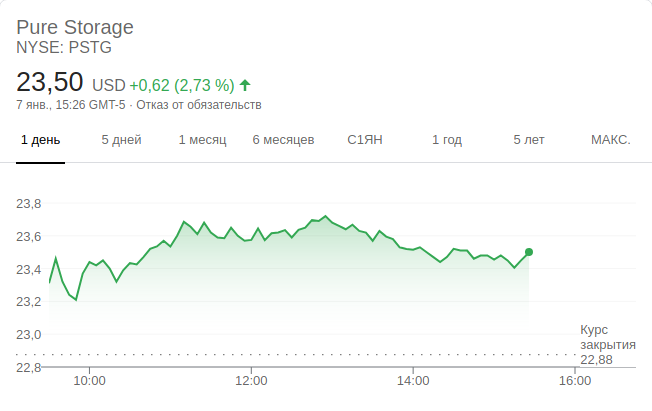 Pure Storage
NYSE: PSTG
23,50 USD +0,62 (2,73 %)
7 янв., 15:26 GMT-5 · Отказ от обязательств
1 день 5 дней 1 месяц 6 месяцев С1ЯН 1 год 5 лет МАКС.
23,8
23,6
23,4
23,2
23,0
22,8
Курс
закрытия
22,88
10:00 12:00 14:00 16:00